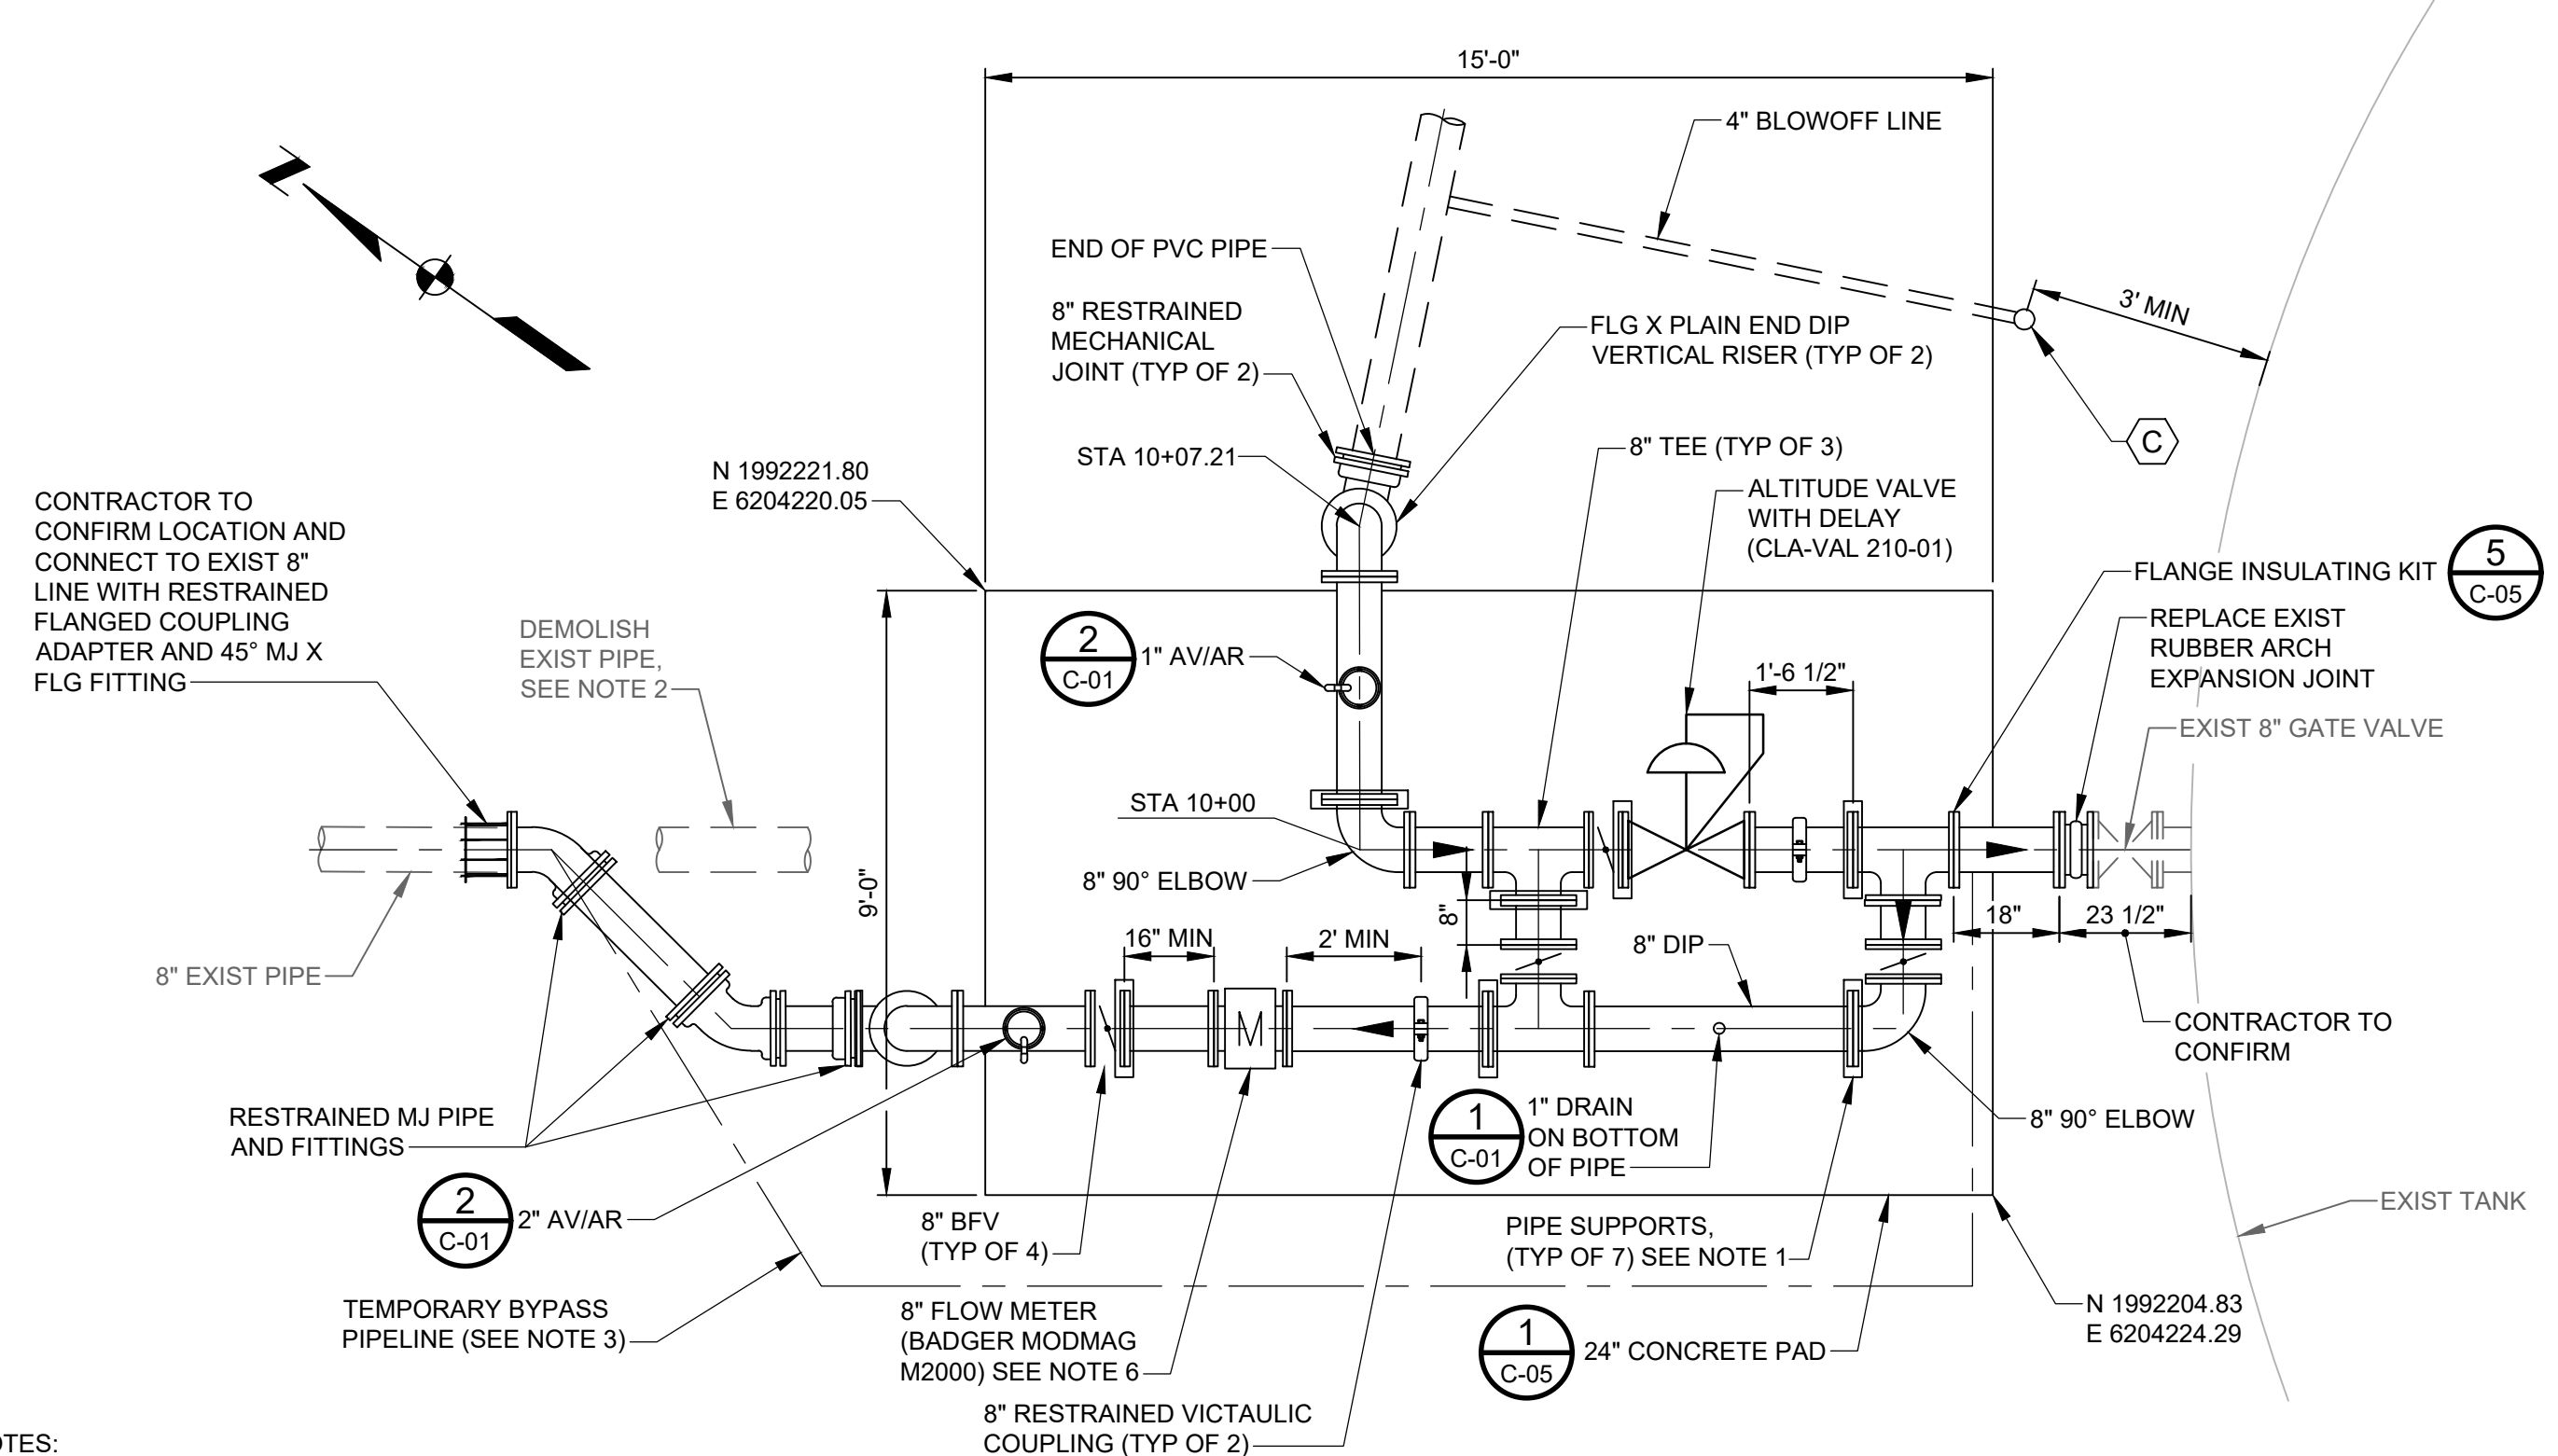 15'-0"
4" BLOWOFF LINE
Z
END OF PVC PIPE
3' MIN
8" RESTRAINED
MECHANICAL
JOINT (TYP OF 2)
FLG X PLAIN END DIP
VERTICAL RISER (TYP OF 2)
C
STA 10+07.21
8" TEE (TYP OF 3)
N 1992221.80
E 6204220.05
ALTITUDE VALVE
WITH DELAY
(CLA-VAL 210-01)
CONTRACTOR TO
CONFIRM LOCATION AND
CONNECT TO EXIST 8"
LINE WITH RESTRAINED
FLANGED COUPLING
ADAPTER AND 45° MJ X
FLG FITTING
FLANGE INSULATING KIT
5
C-05
DEMOLISH
EXIST PIPE,
SEE NOTE 2
REPLACE EXIST
RUBBER ARCH
EXPANSION JOINT
2
C-01
1" AV/AR
1'-6 1/2"
EXIST 8" GATE VALVE
STA 10+00
8" 90° ELBOW
9'-0"
8"
18"
23 1/2"
16" MIN
2' MIN
8" DIP
8" EXIST PIPE
M
CONTRACTOR TO
CONFIRM
RESTRAINED MJ PIPE
AND FITTINGS
1
C-01
1" DRAIN
ON BOTTOM
OF PIPE
8" 90° ELBOW
2
C-01
2" AV/AR
8" BFV
(TYP OF 4)
PIPE SUPPORTS,
(TYP OF 7) SEE NOTE 1
EXIST TANK
TEMPORARY BYPASS
PIPELINE (SEE NOTE 3)
8" FLOW METER
(BADGER MODMAG
M2000) SEE NOTE 6
1
C-05
24" CONCRETE PAD
N 1992204.83
E 6204224.29
8" RESTRAINED VICTAULIC
COUPLING (TYP OF 2)
OTES: